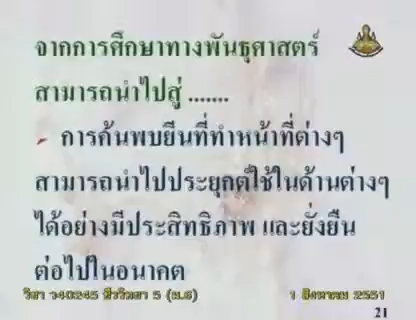 จากการศึกษาทางพันธุศาสตร์
สามารถนำไปสู่ .......
การค้นพบยีนที่ทำหน้าที่ต่างๆ
สามารถนำไปประยุกต์ใช้ในด้านต่างๆ
ได้อย่างมีประสิทธิภาพ และยั่งยืน
ต่อไปในอนาคต
วิชา ว40245 ชีววิทยา 5 (ม.6) 1 สิงหาคม 2551
21